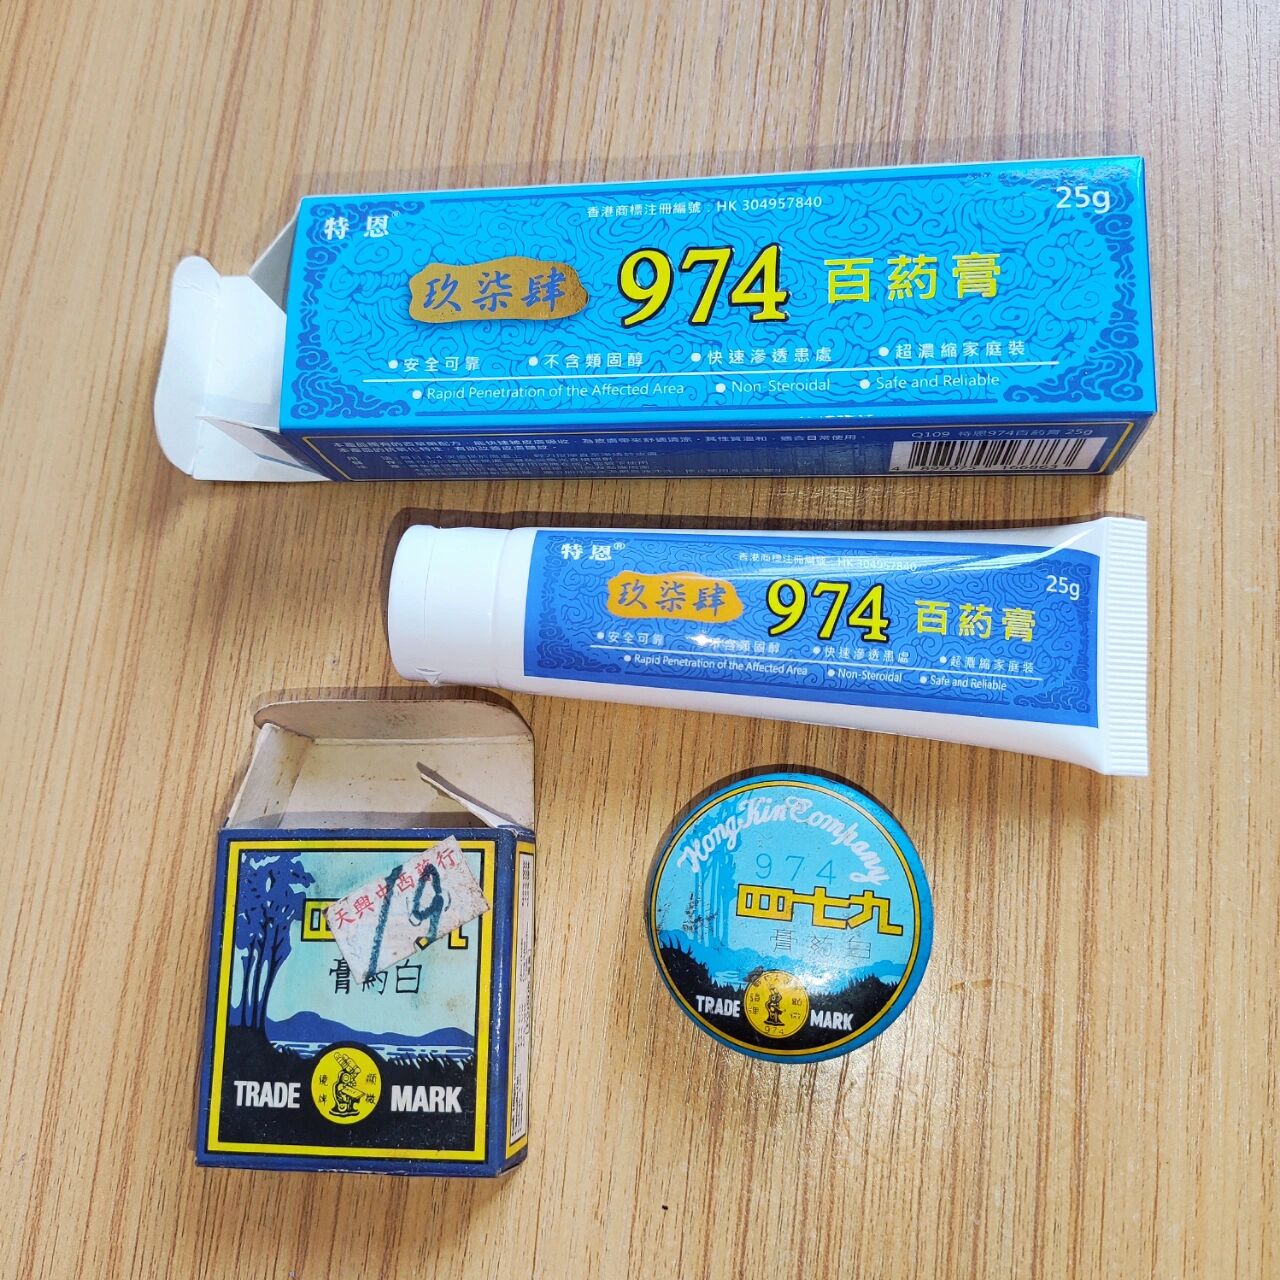 特恩®
香港商標注冊編號：HK 304957840
25g
玖柒肆 974 百葯膏
●安全可靠 ●不含類固醇 ●快速滲透患處 ●超濃縮家庭裝
●Rapid Penetration of the Affected Area ●Non-Steroidal ●Safe and Reliable
Q109 特恩974百葯膏 25g
特恩®
香港商標注冊編號：HK 304957840
25g
玖柒肆 974 百葯膏
●安全可靠 ●不含類固醇 ●快速滲透患處 ●超濃縮家庭裝
●Rapid Penetration of the Affected Area ●Non-Steroidal ●Safe and Reliable
天興中西葯行
19
膏葯白
TRADE MARK
Hong Kin Company
974
四七九
膏葯白
TRADE MARK
974